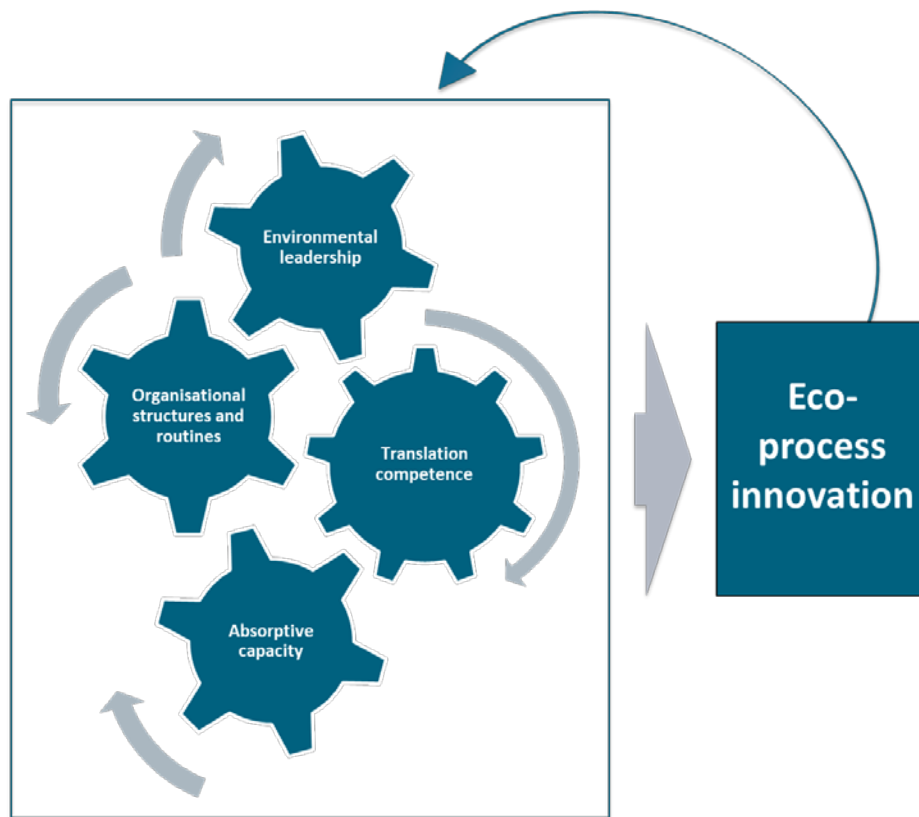 Environmental
leadership
Organisational
structures and
routines
Translation
competence
Absorptive
capacity
Eco-
process
innovation